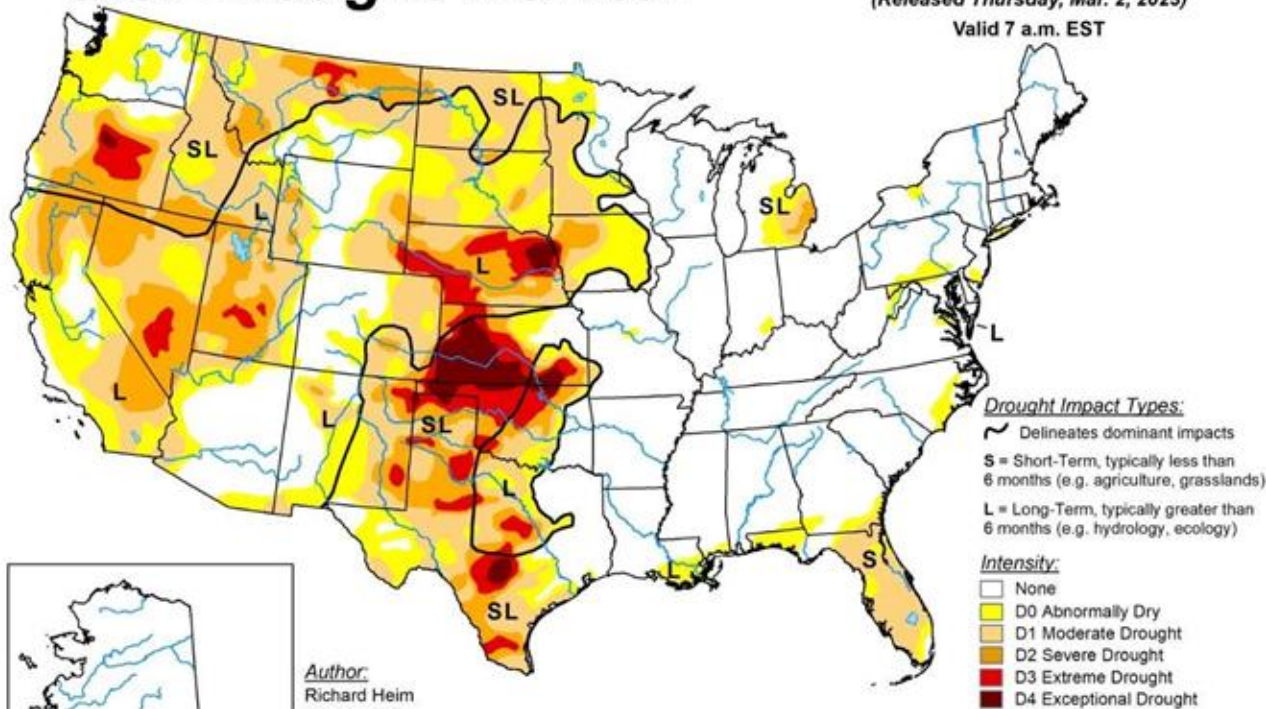 (Released Thursday, Mar. 2, 2023)
Valid 7 a.m. EST
SL
SL
L
SL
L
L
L
L
SL
L
S
L
SL
Drought Impact Types:
Delineates dominant impacts
S = Short-Term, typically less than
6 months (e.g. agriculture, grasslands)
L = Long-Term, typically greater than
6 months (e.g. hydrology, ecology)
Intensity:
None
D0 Abnormally Dry
D1 Moderate Drought
D2 Severe Drought
D3 Extreme Drought
D4 Exceptional Drought
Author:
Richard Heim